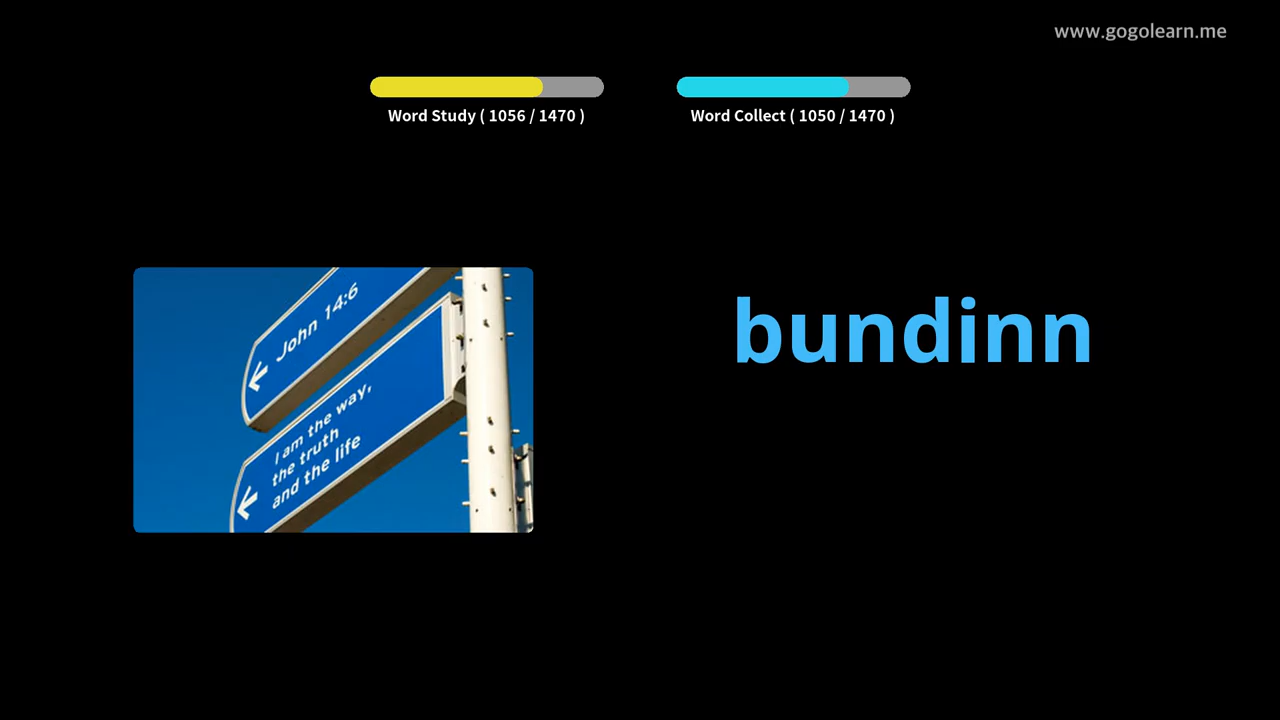 www.gogolearn.me
Word Study ( 1056 / 1470 )
Word Collect ( 1050 / 1470 )
John 14:6
I am the way,
the truth
and the life
bundinn